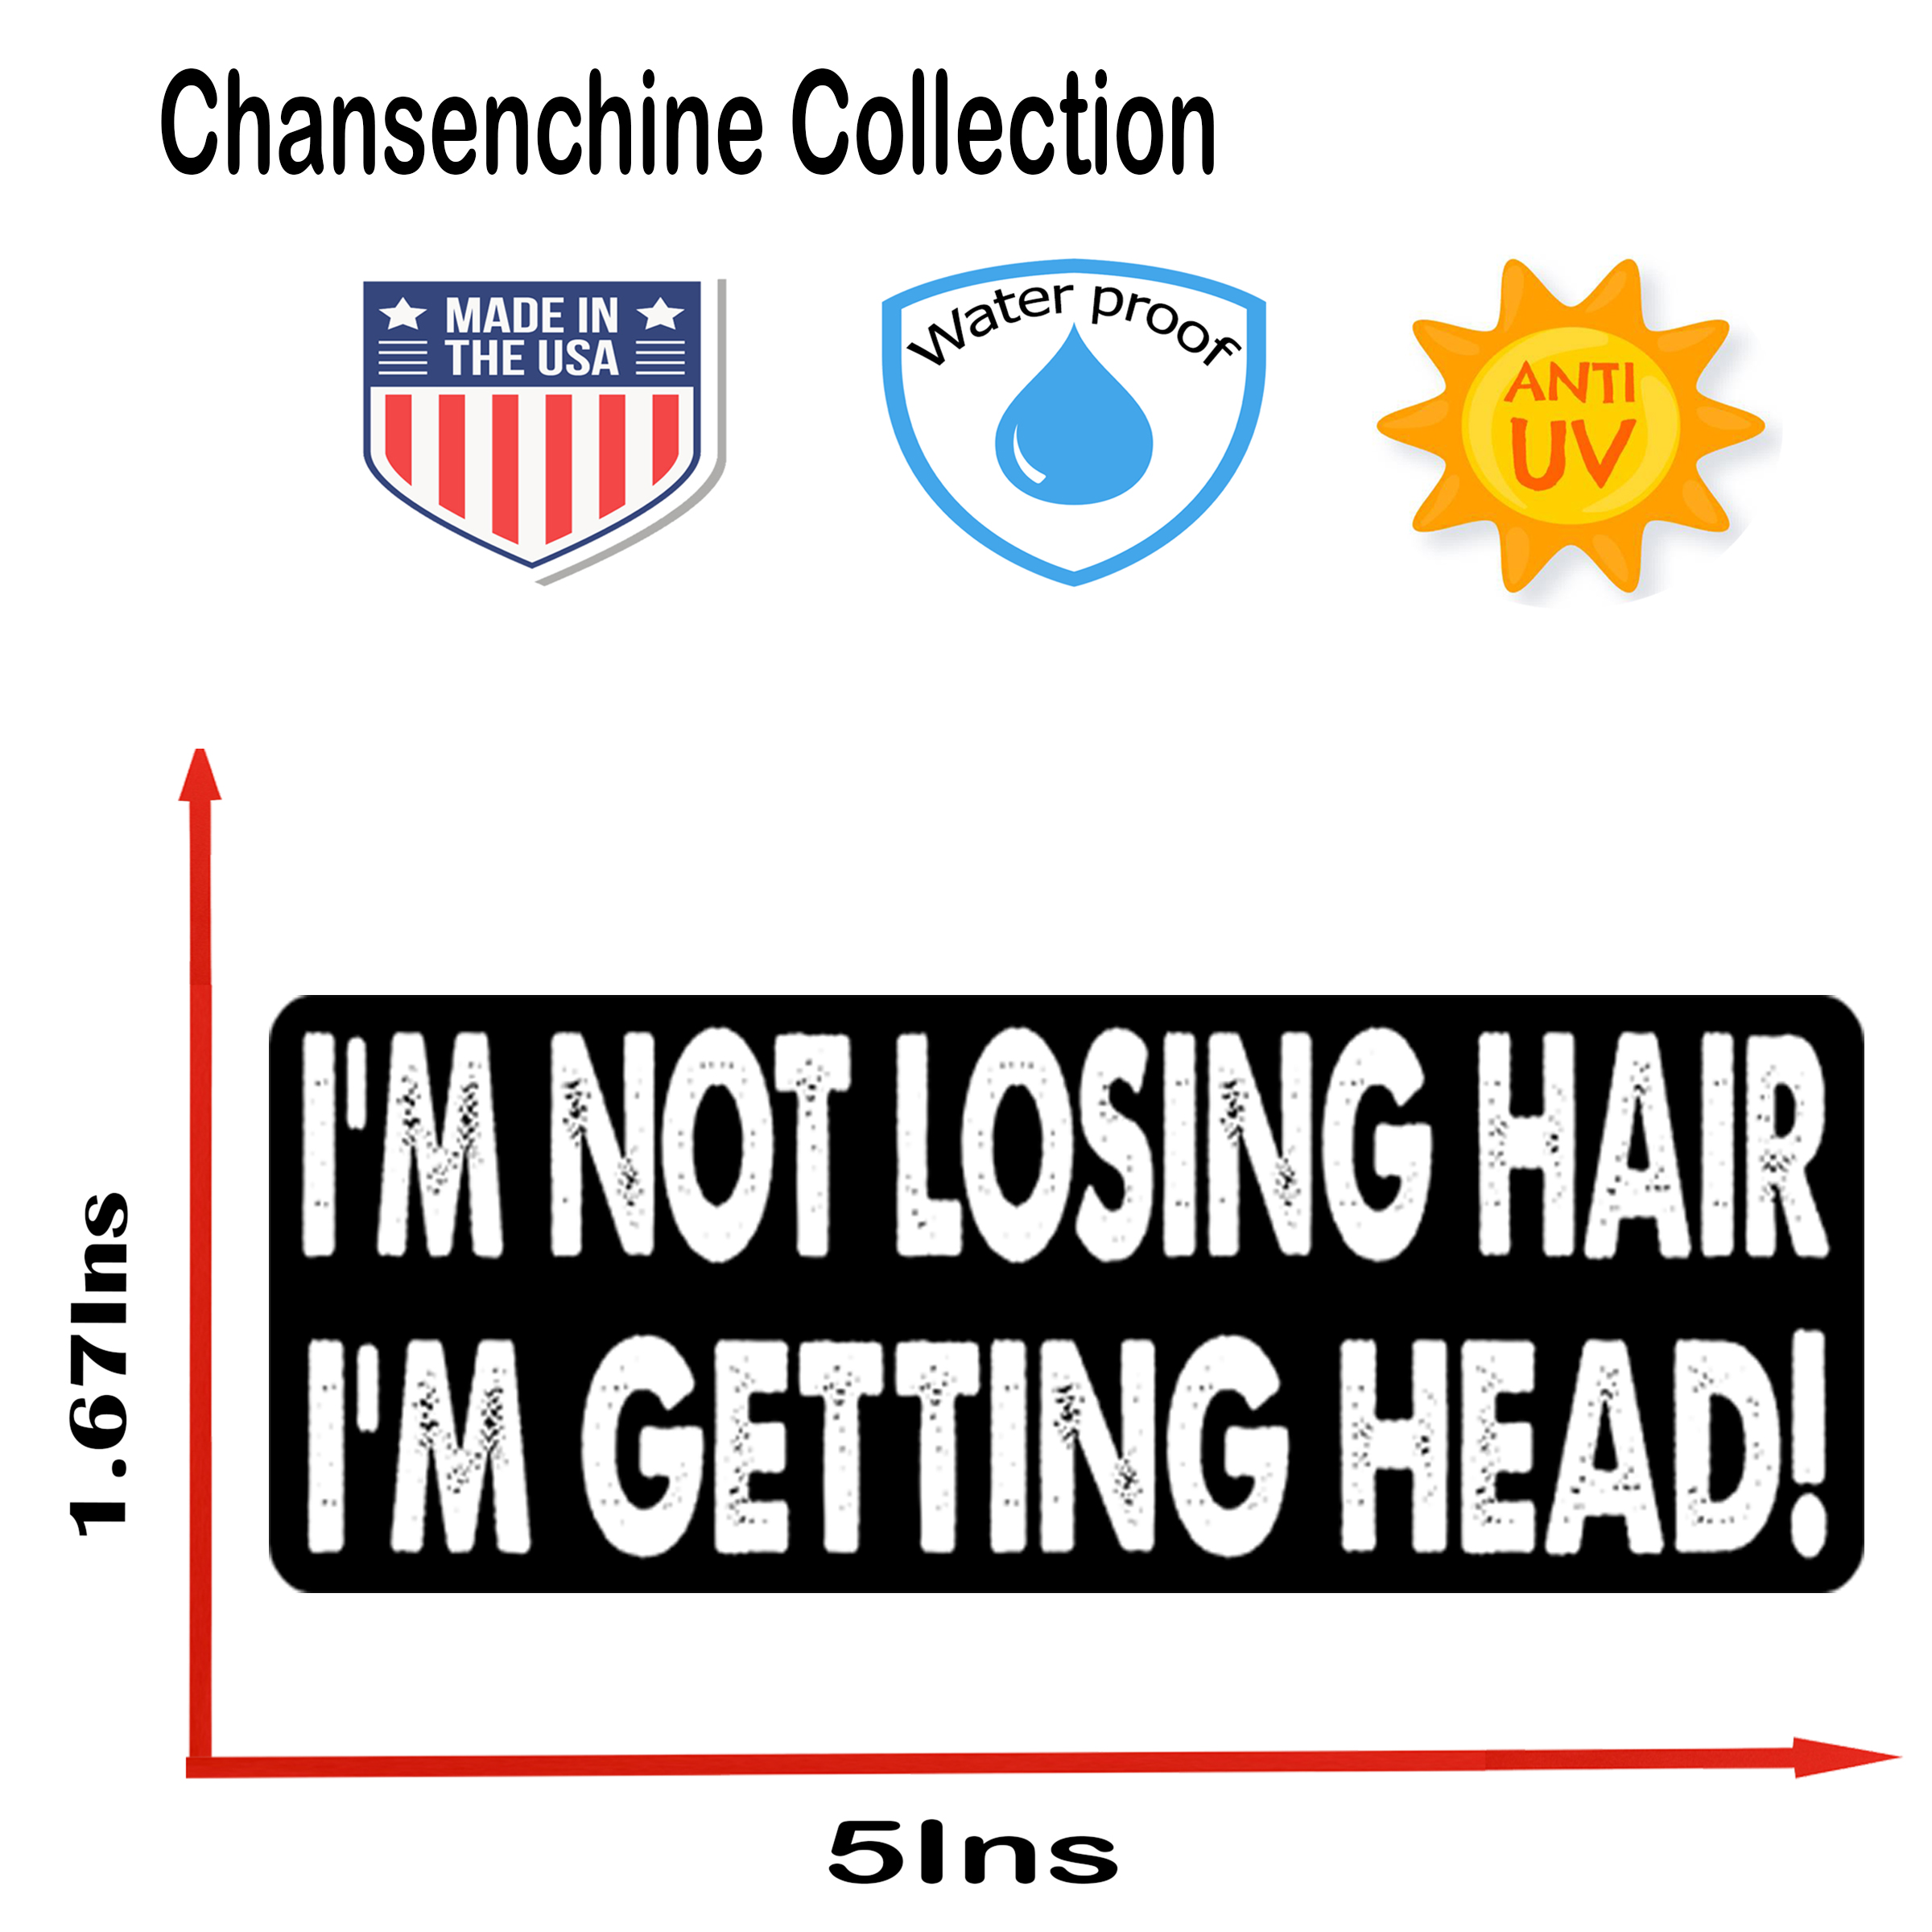 Chansenchine Collection
MADE IN
THE USA
Water proof
ANTI
UV
1.67Ins
I'M NOT LOSING HAIR
I'M GETTING HEAD!
5Ins